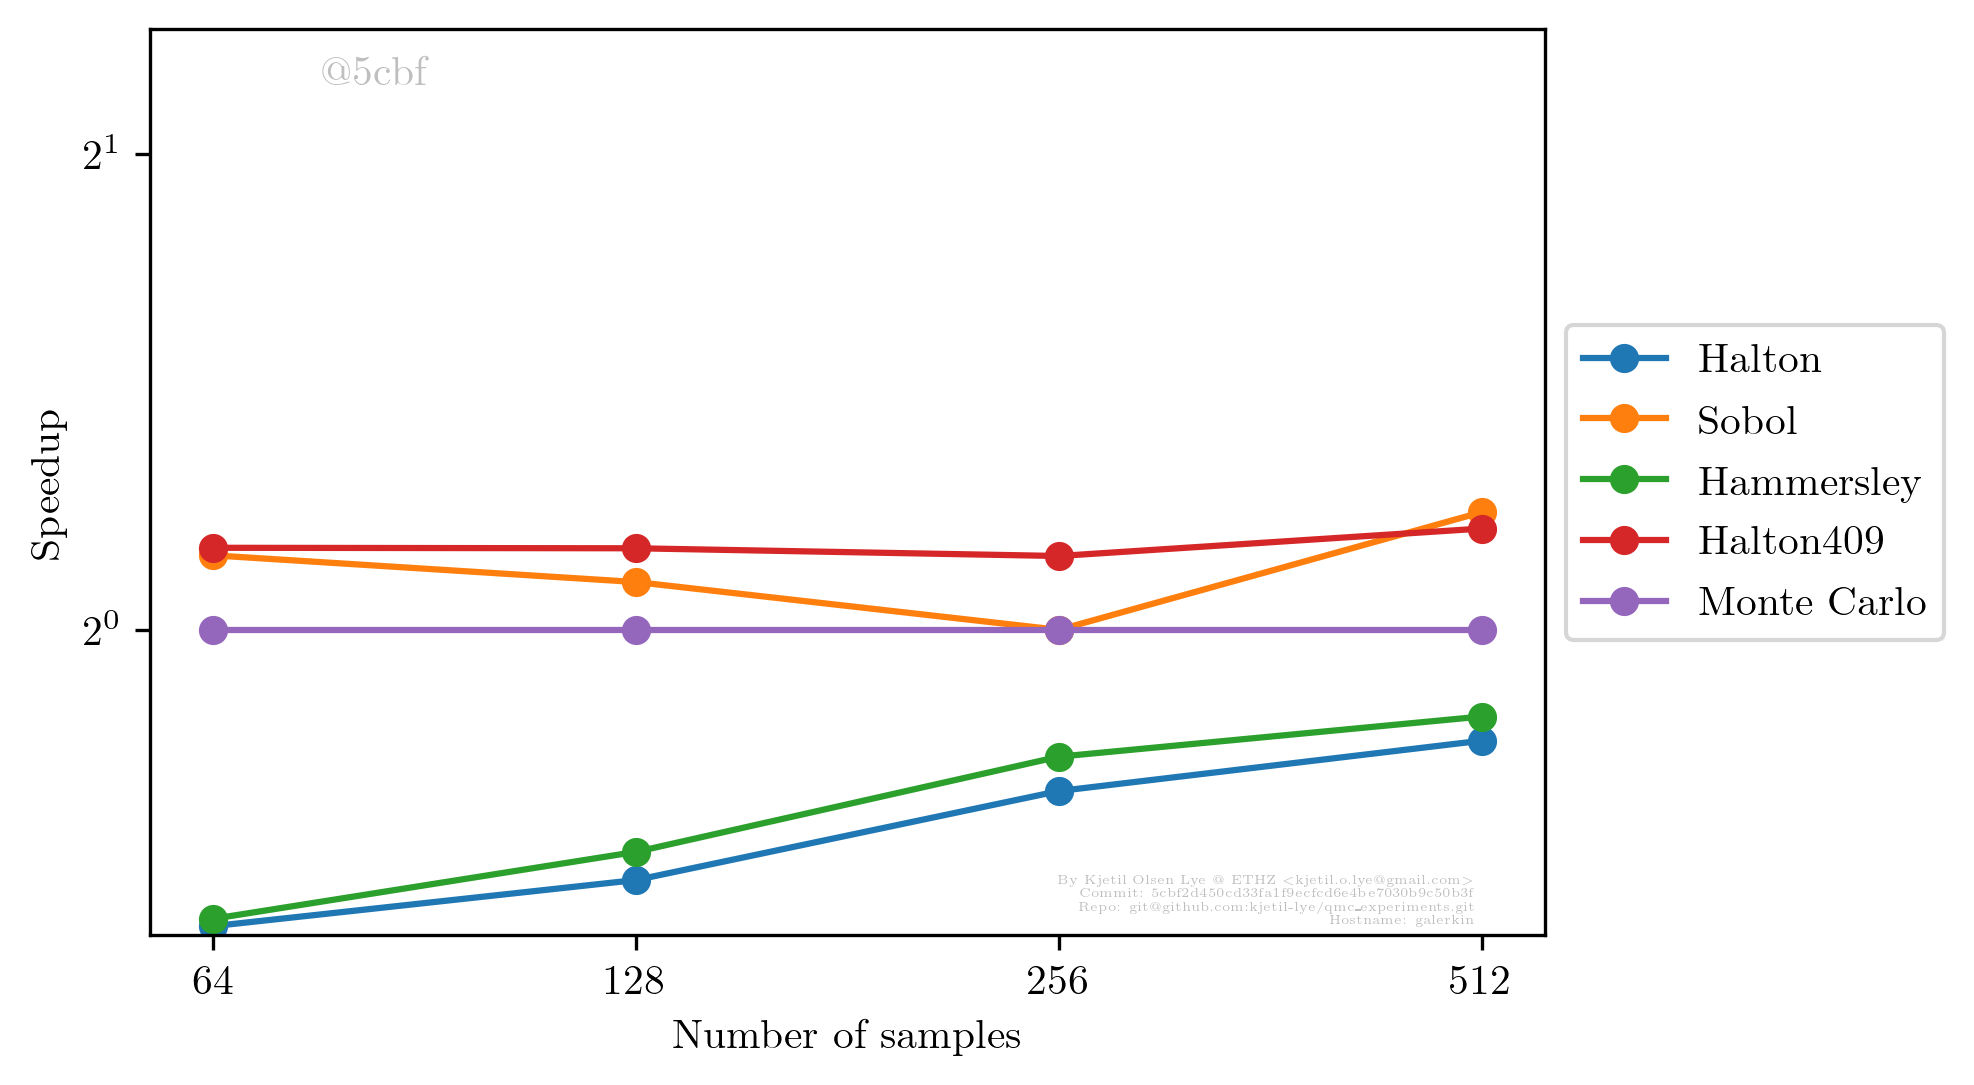 @5cbf
2^1
2^0
Speedup
64 128 256 512
Number of samples
Halton
Sobol
Hammersley
Halton409
Monte Carlo
By Kjetil Olsen Lye @ ETHZ <kjetil.o.lye@gmail.com>
Commit: 5cbf2d450cd33fa1f9ecfcd6e4be7030b9c50b3f
Repo: git@github.com:kjetil-lye/qmc_experiments.git
Hostname: galerkin